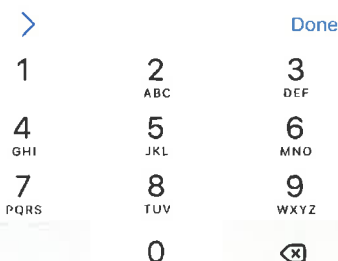 Done
1 2 3
ABC DEF
4 5 6
GHI JKL MNO
7 8 9
PQRS TUV WXYZ
0